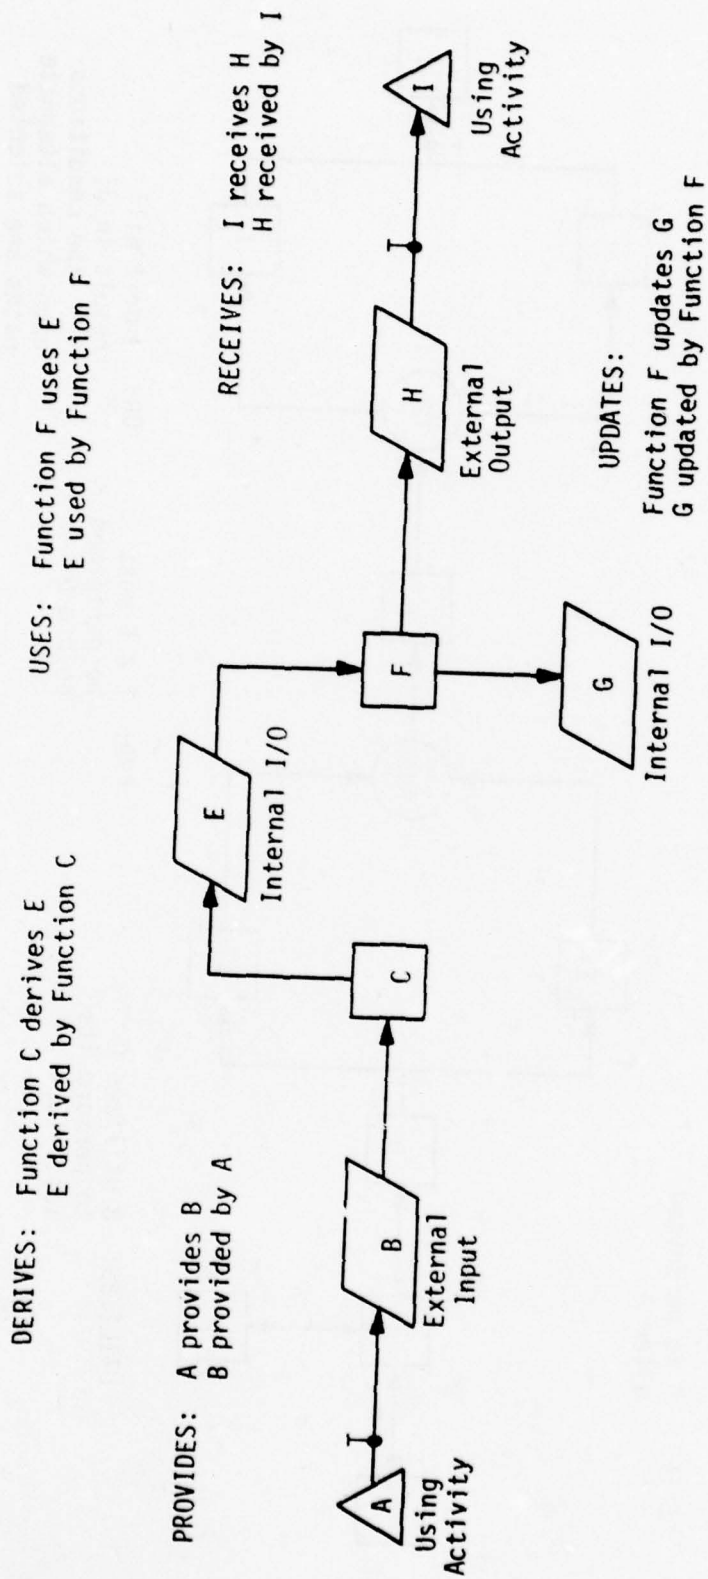 DERIVES: Function C derives E
E derived by Function C
USES: Function F uses E
E used by Function F
PROVIDES: A provides B
B provided by A
RECEIVES: I receives H
H received by I
E
Internal I/O
A
Using
Activity
B
External
Input
C
F
H
External
Output
I
Using
Activity
G
Internal I/O
UPDATES:
Function F updates G
G updated by Function F